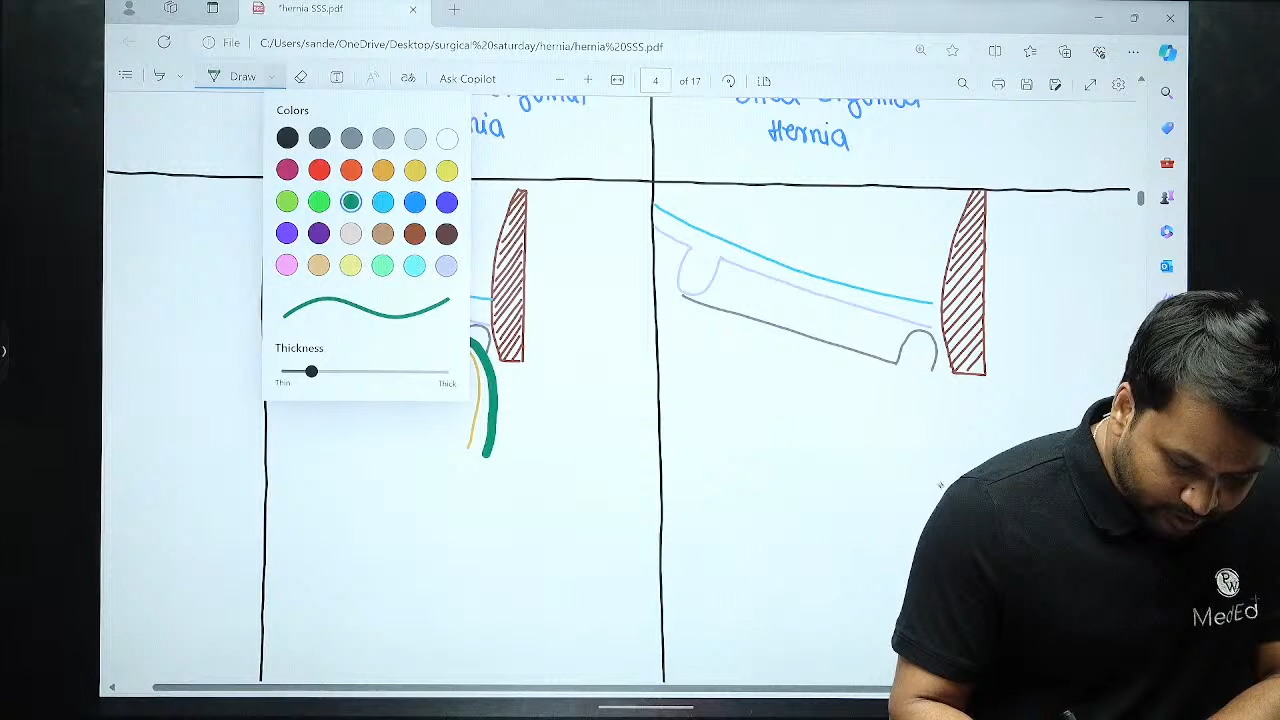 *hernia SSS.pdf
File C:/Users/sande/OneDrive/Desktop/surgical%20saturday/hernia/hernia%20SSS.pdf
Draw
Ask Copilot
4 of 17
Colors
Thickness
Thin Thick
Hernia
PW
MedEd